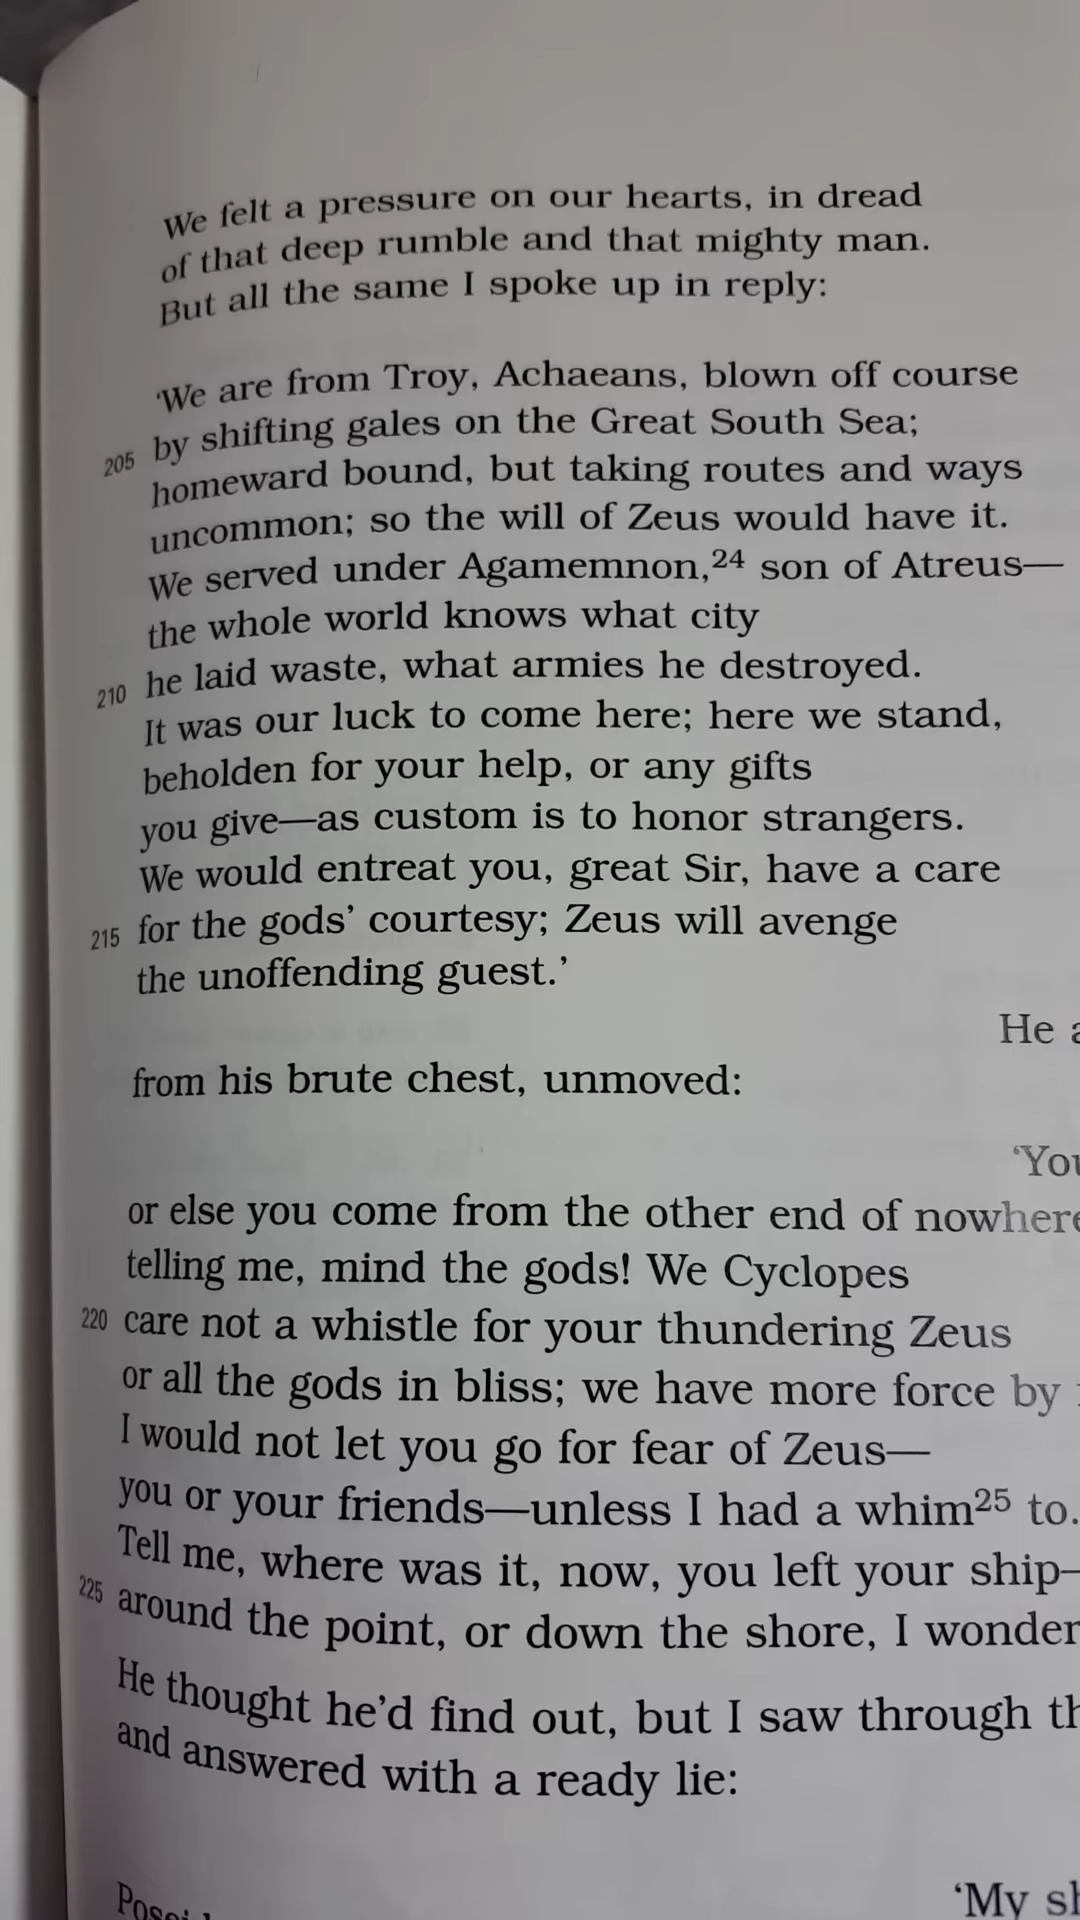 We felt a pressure on our hearts, in dread
of that deep rumble and that mighty man.
But all the same I spoke up in reply:
‘We are from Troy, Achaeans, blown off course
205 by shifting gales on the Great South Sea;
homeward bound, but taking routes and ways
uncommon; so the will of Zeus would have it.
We served under Agamemnon,24 son of Atreus—
the whole world knows what city
210 he laid waste, what armies he destroyed.
It was our luck to come here; here we stand,
beholden for your help, or any gifts
you give—as custom is to honor strangers.
We would entreat you, great Sir, have a care
215 for the gods’ courtesy; Zeus will avenge
the unoffending guest.’
He
from his brute chest, unmoved:
‘You
or else you come from the other end of nowhere
telling me, mind the gods! We Cyclopes
220 care not a whistle for your thundering Zeus
or all the gods in bliss; we have more force by
I would not let you go for fear of Zeus—
you or your friends—unless I had a whim25 to.
Tell me, where was it, now, you left your ship—
225 around the point, or down the shore, I wonder
He thought he’d find out, but I saw through
and answered with a ready lie:
‘My